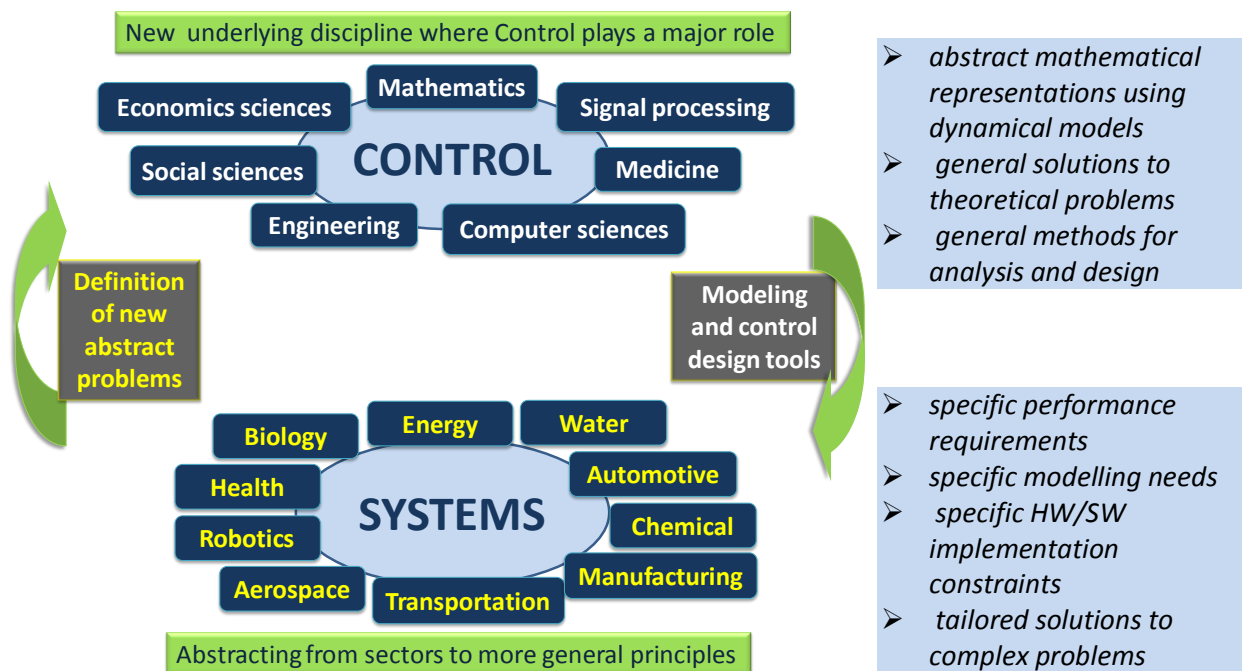 New underlying discipline where Control plays a major role
Mathematics
Economics sciences
Signal processing
CONTROL
Social sciences
Medicine
Engineering
Computer sciences
Definition
of new
abstract
problems
Modeling
and control
design tools
Biology
Energy
Water
Health
Automotive
SYSTEMS
Robotics
Chemical
Aerospace
Transportation
Manufacturing
Abstracting from sectors to more general principles
➢ abstract mathematical
representations using
dynamical models
➢ general solutions to
theoretical problems
➢ general methods for
analysis and design
➢ specific performance
requirements
➢ specific modelling needs
➢ specific HW/SW
implementation
constraints
➢ tailored solutions to
complex problems